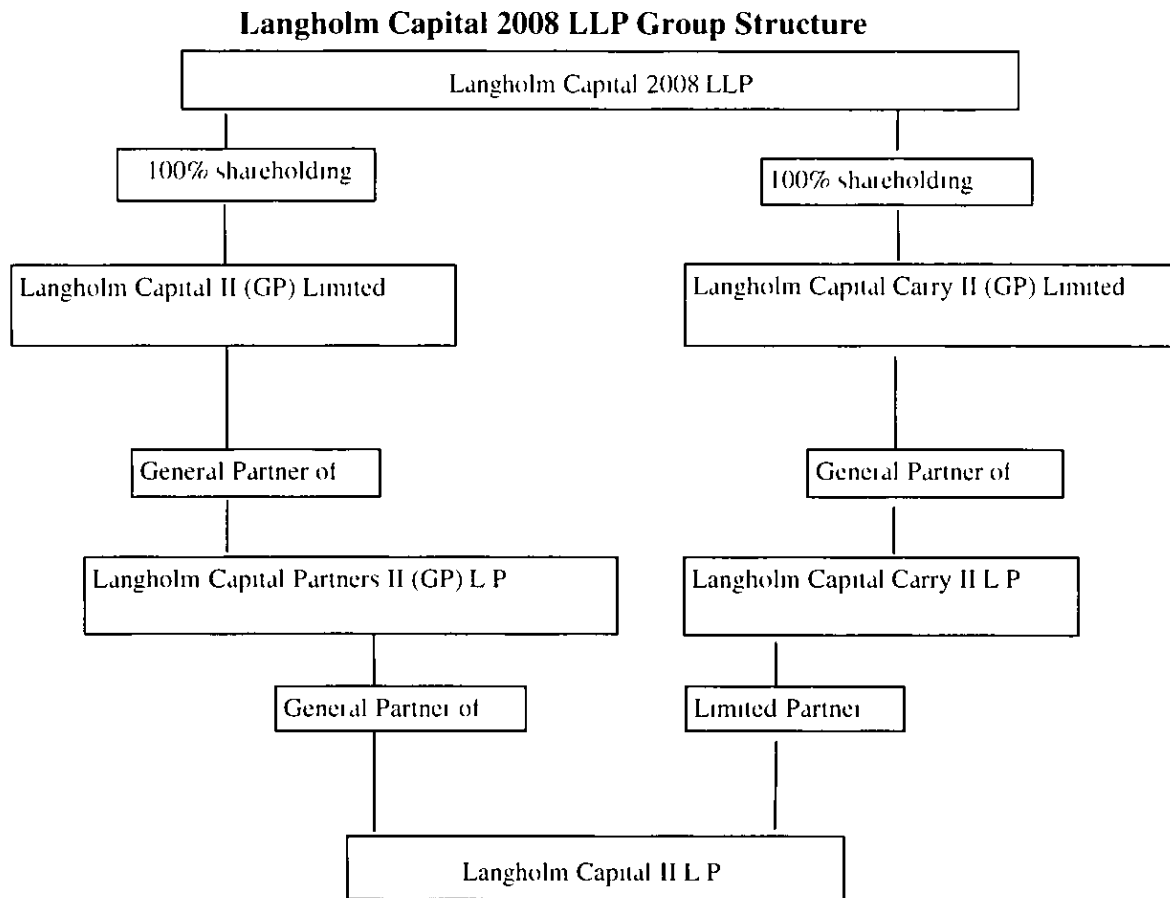 Langholm Capital 2008 LLP Group Structure
Langholm Capital 2008 LLP
100% shareholding
100% shareholding
Langholm Capital II (GP) Limited
Langholm Capital Carry II (GP) Limited
General Partner of
General Partner of
Langholm Capital Partners II (GP) L P
Langholm Capital Carry II L P
General Partner of
Limited Partner
Langholm Capital II L P